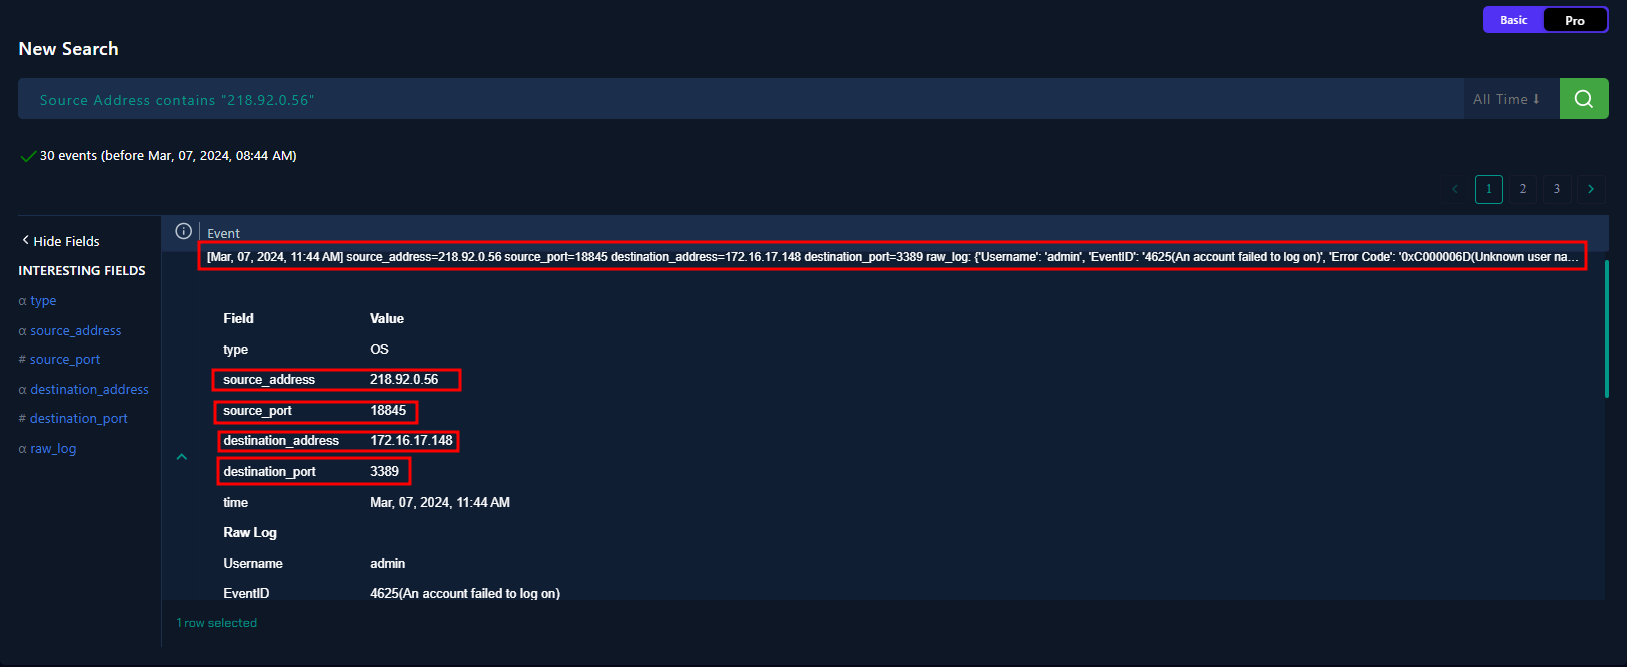 Basic Pro
New Search
Source Address contains "218.92.0.56" All Time ⬇
30 events (before Mar, 07, 2024, 08:44 AM)
< 1 2 3 >
Hide Fields
INTERESTING FIELDS
α type
α source_address
# source_port
α destination_address
# destination_port
α raw_log
Event
[Mar, 07, 2024, 11:44 AM] source_address=218.92.0.56 source_port=18845 destination_address=172.16.17.148 destination_port=3389 raw_log: {'Username': 'admin', 'EventID': '4625(An account failed to log on)', 'Error Code': '0xC000006D(Unknown user na...
Field Value
type OS
source_address 218.92.0.56
source_port 18845
destination_address 172.16.17.148
destination_port 3389
time Mar, 07, 2024, 11:44 AM
Raw Log
Username admin
EventID 4625(An account failed to log on)
1 row selected